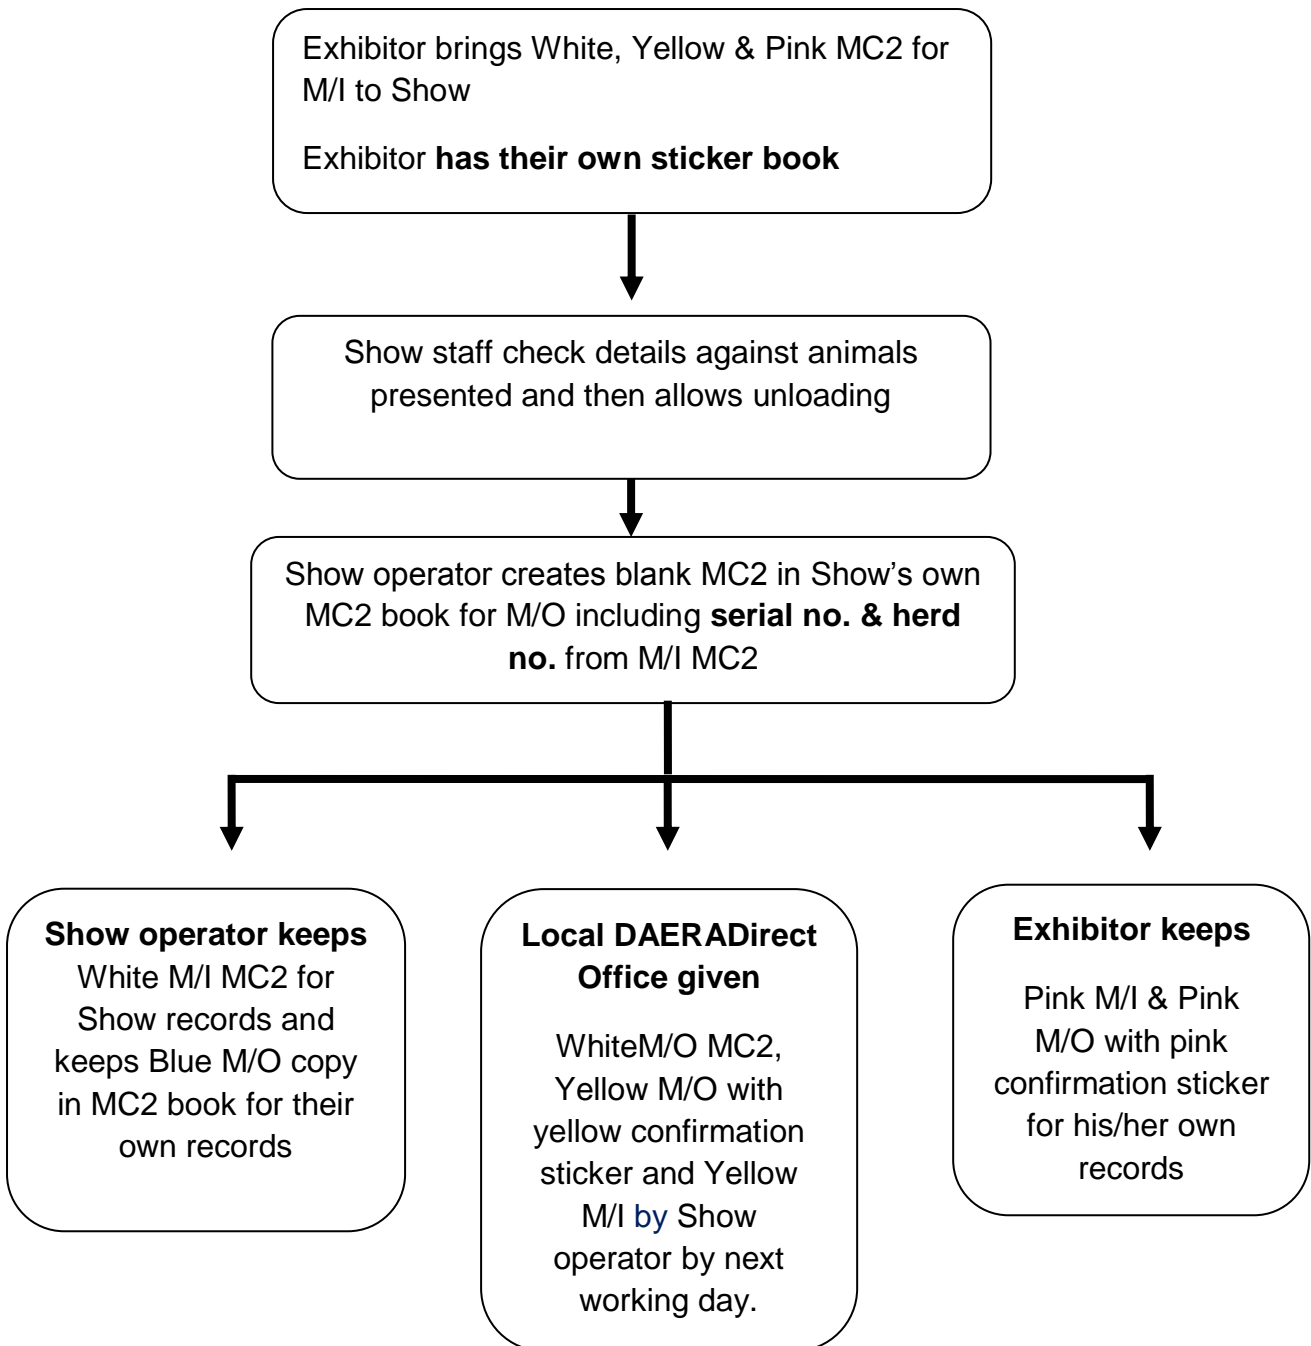 Exhibitor brings White, Yellow & Pink MC2 for
M/I to Show
Exhibitor has their own sticker book
Show staff check details against animals
presented and then allows unloading
Show operator creates blank MC2 in Show’s own
MC2 book for M/O including serial no. & herd
no. from M/I MC2
Show operator keeps
White M/I MC2 for
Show records and
keeps Blue M/O copy
in MC2 book for their
own records
Local DAERADirect
Office given
WhiteM/O MC2,
Yellow M/O with
yellow confirmation
sticker and Yellow
M/I by Show
operator by next
working day.
Exhibitor keeps
Pink M/I & Pink
M/O with pink
confirmation sticker
for his/her own
records